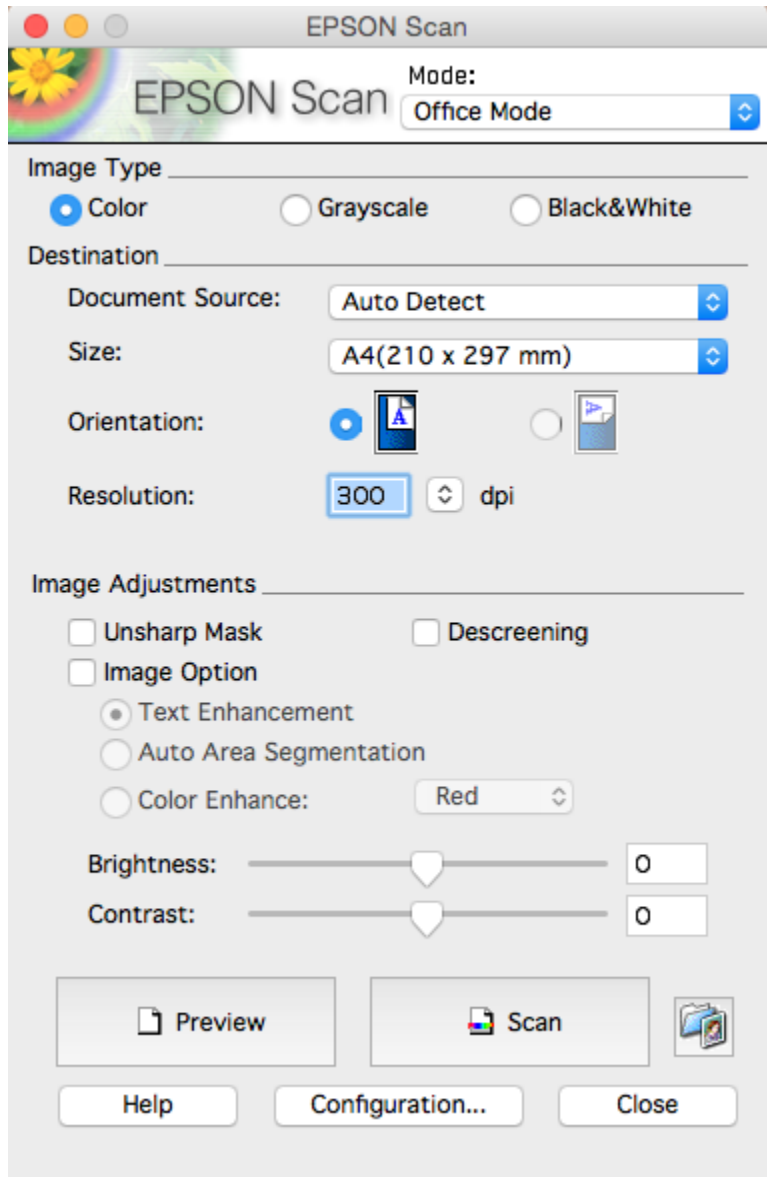 EPSON Scan
EPSON Scan
Mode:
Office Mode
Image Type
Color Grayscale Black&White
Destination
Document Source: Auto Detect
Size: A4(210 x 297 mm)
Orientation: A A
Resolution: 300 dpi
Image Adjustments
Unsharp Mask Descreening
Image Option
Text Enhancement
Auto Area Segmentation
Color Enhance: Red
Brightness: 0
Contrast: 0
Preview Scan
Help Configuration... Close